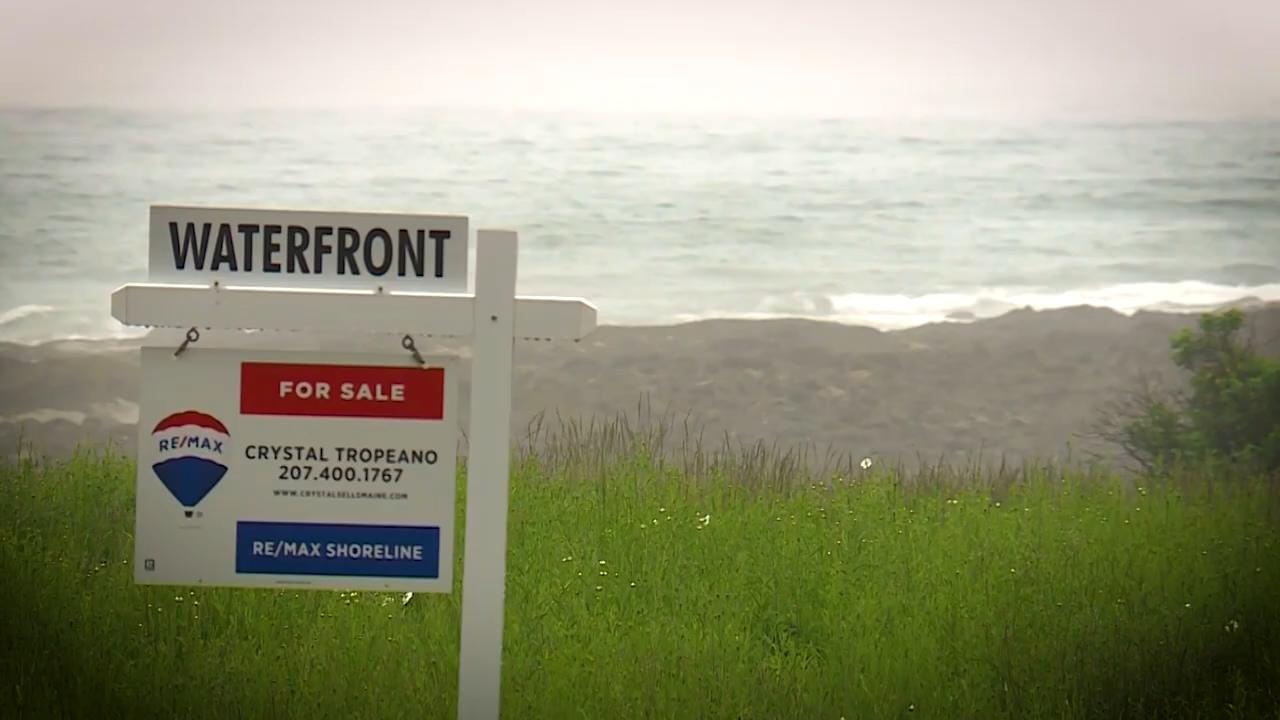 WATERFRONT
FOR SALE
RE/MAX
CRYSTAL TROPEANO
207.400.1767
WWW.CRYSTALSELLSMAINE.COM
RE/MAX SHORELINE